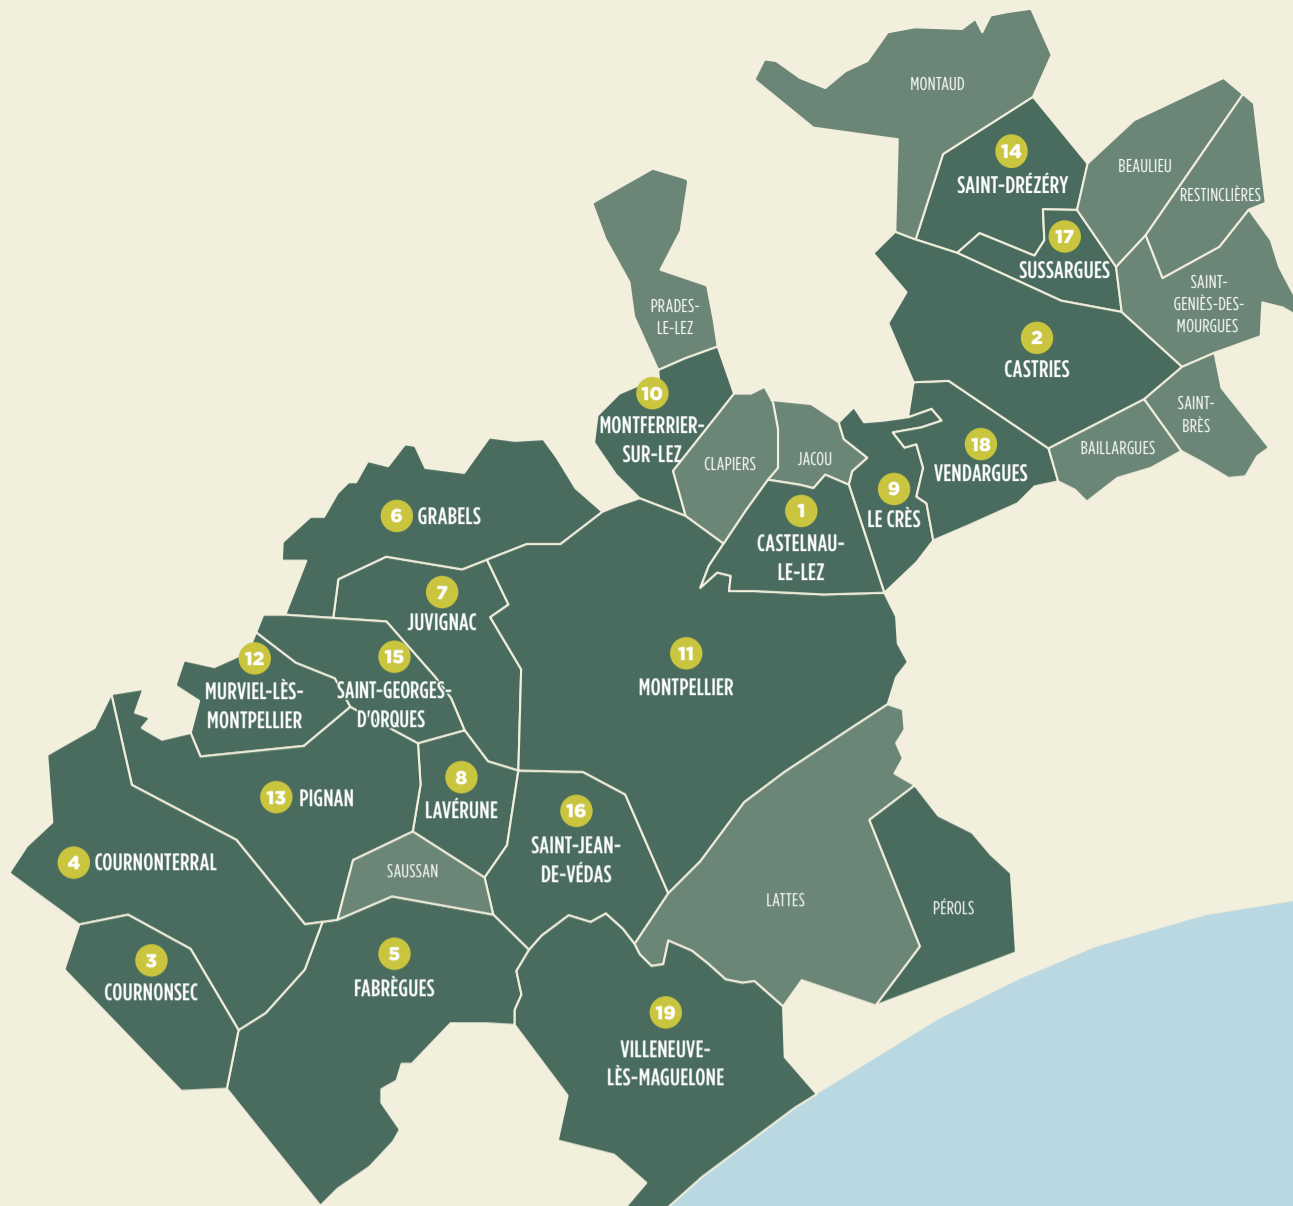 MONTAUD
14
SAINT-DRÉZÉRY
BEAULIEU
RESTINCLIÈRES
17
SUSSARGUES
SAINT-
GENIÈS-DES-
MOURGUES
PRADES-
LE-LEZ
2
CASTRIES
10
MONTFERRIER-
SUR-LEZ
SAINT-
BRÈS
BAILLARGUES
18
VENDARGUES
CLAPIERS
JACOU
9
LE CRÈS
1
CASTELNAU-
LE-LEZ
6
GRABELS
7
JUVIGNAC
11
MONTPELLIER
12
MURVIEL-LÈS-
MONTPELLIER
15
SAINT-GEORGES-
D'ORQUES
13
PIGNAN
8
LAVÉRUNE
16
SAINT-JEAN-
DE-VÉDAS
4
COURNONTERRAL
SAUSSAN
LATTES
PÉROLS
3
COURNONSEC
5
FABRÈGUES
19
VILLENEUVE-
LÈS-MAGUELONE